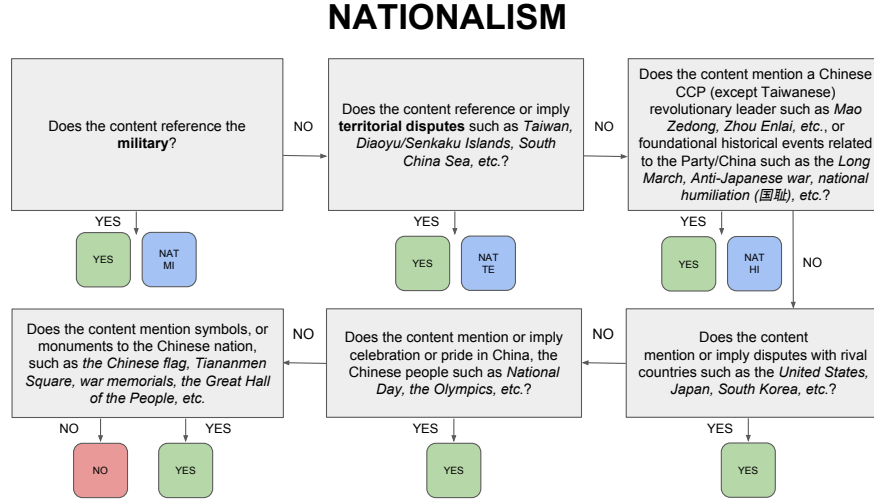 NATIONALISM
Does the content reference the
military?
NO
Does the content reference or imply
territorial disputes such as Taiwan,
Diaoyu/Senkaku Islands, South
China Sea, etc.?
NO
Does the content mention a Chinese
CCP (except Taiwanese)
revolutionary leader such as Mao
Zedong, Zhou Enlai, etc., or
foundational historical events related
to the Party/China such as the Long
March, Anti-Japanese war, national
humiliation (国耻), etc.?
YES
YES
NAT
MI
YES
YES
NAT
TE
YES
YES
NAT
HI
NO
Does the content
mention or imply disputes with rival
countries such as the United States,
Japan, South Korea, etc.?
YES
YES
NO
Does the content mention or imply
celebration or pride in China, the
Chinese people such as National
Day, the Olympics, etc.?
YES
YES
NO
Does the content mention symbols, or
monuments to the Chinese nation,
such as the Chinese flag, Tiananmen
Square, war memorials, the Great Hall
of the People, etc.
NO
YES
NO
YES